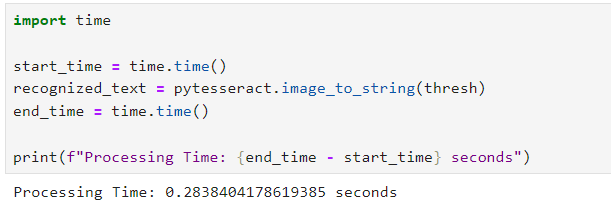 import time
start_time = time.time()
recognized_text = pytesseract.image_to_string(thresh)
end_time = time.time()
print(f"Processing Time: {end_time - start_time} seconds")
Processing Time: 0.2838404178619385 seconds